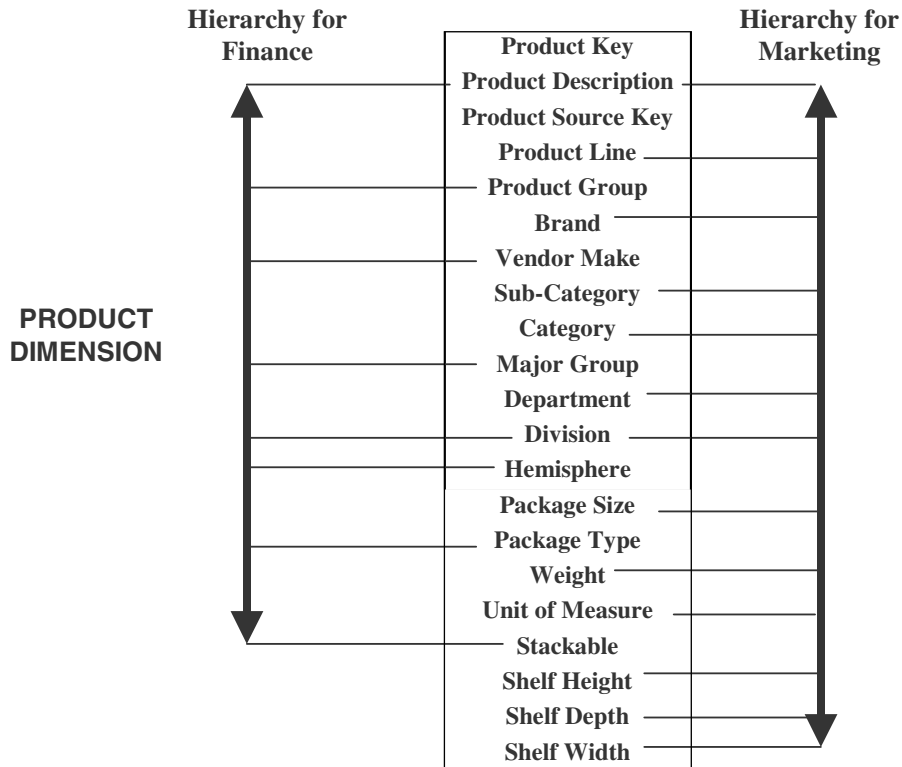 Hierarchy for
Finance
Hierarchy for
Marketing
PRODUCT
DIMENSION
Product Key
Product Description
Product Source Key
Product Line
Product Group
Brand
Vendor Make
Sub-Category
Category
Major Group
Department
Division
Hemisphere
Package Size
Package Type
Weight
Unit of Measure
Stackable
Shelf Height
Shelf Depth
Shelf Width